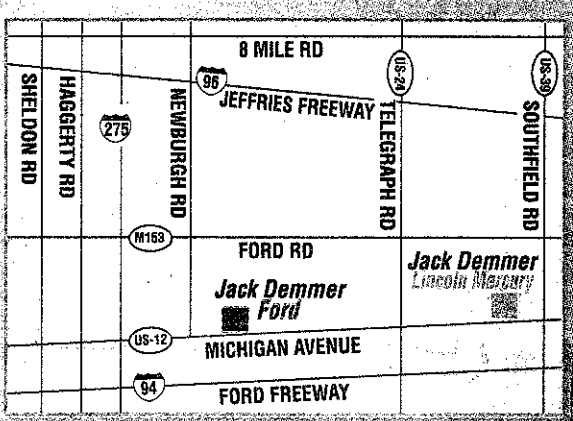 8 MILE RD
US-24
US-39
96
JEFFRIES FREEWAY
SHELDON RD
HAGGERTY RD
275
NEWBURGH RD
TELEGRAPH RD
SOUTHFIELD RD
M153
FORD RD
Jack Demmer
Lincoln Mercury
Jack Demmer
Ford
US-12
MICHIGAN AVENUE
94
FORD FREEWAY